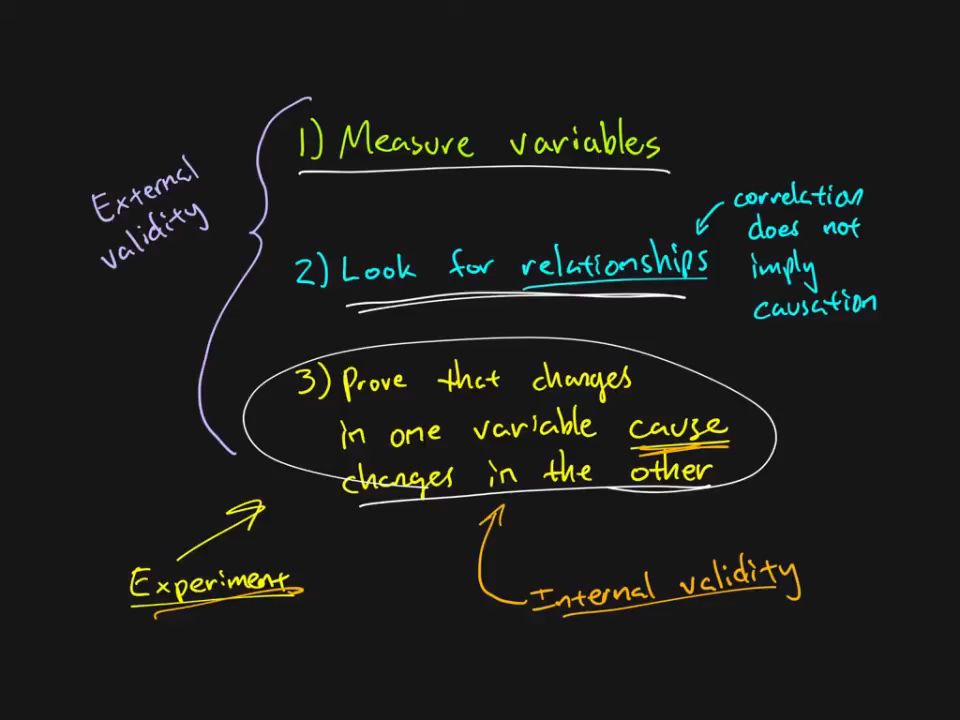 1) Measure variables
External
validity
correlation
does not
imply
causation
2) Look for relationships
3) Prove that changes
in one variable cause
changes in the other
Experiment
Internal validity